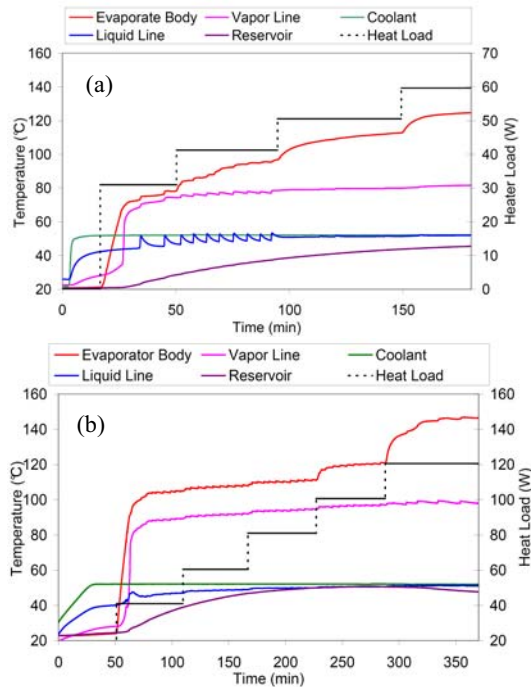 Evaporate Body Vapor Line Coolant
Liquid Line Reservoir Heat Load
(a)
160 140 120 100 80 60 40 20
Temperature (℃)
70 60 50 40 30 20 10 0
Heater Load (W)
0 50 100 150
Time (min)
Evaporator Body Vapor Line Coolant
Liquid Line Reservoir Heat Load
(b)
160 140 120 100 80 60 40 20
Temperature (℃)
160 140 120 100 80 60 40 20
Heat Load (W)
0 50 100 150 200 250 300 350
Time (min)